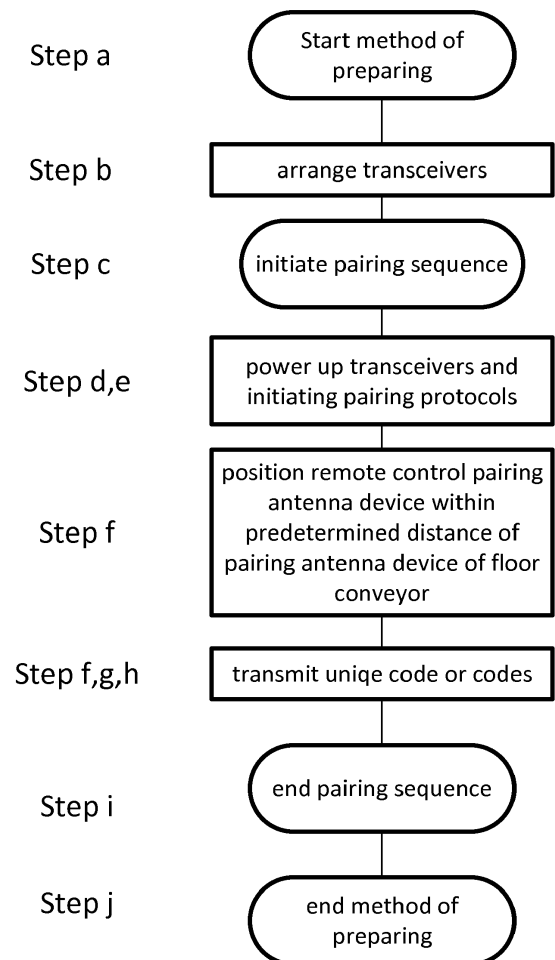 Step a
Start method of
preparing
Step b
arrange transceivers
Step c
initiate pairing sequence
Step d,e
power up transceivers and
initiating pairing protocols
Step f
position remote control pairing
antenna device within
predetermined distance of
pairing antenna device of floor
conveyor
Step f,g,h
transmit uniqe code or codes
Step i
end pairing sequence
Step j
end method of
preparing